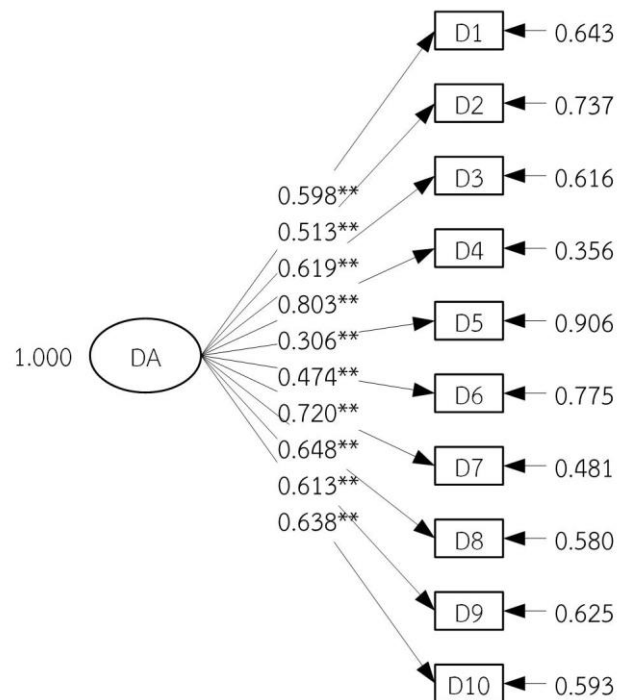 D1 0.643
D2 0.737
D3 0.616
0.598**
0.513**
D4 0.356
0.619**
0.803**
D5 0.906
0.306**
1.000 DA
0.474**
D6 0.775
0.720**
0.648**
D7 0.481
0.613**
0.638**
D8 0.580
D9 0.625
D10 0.593